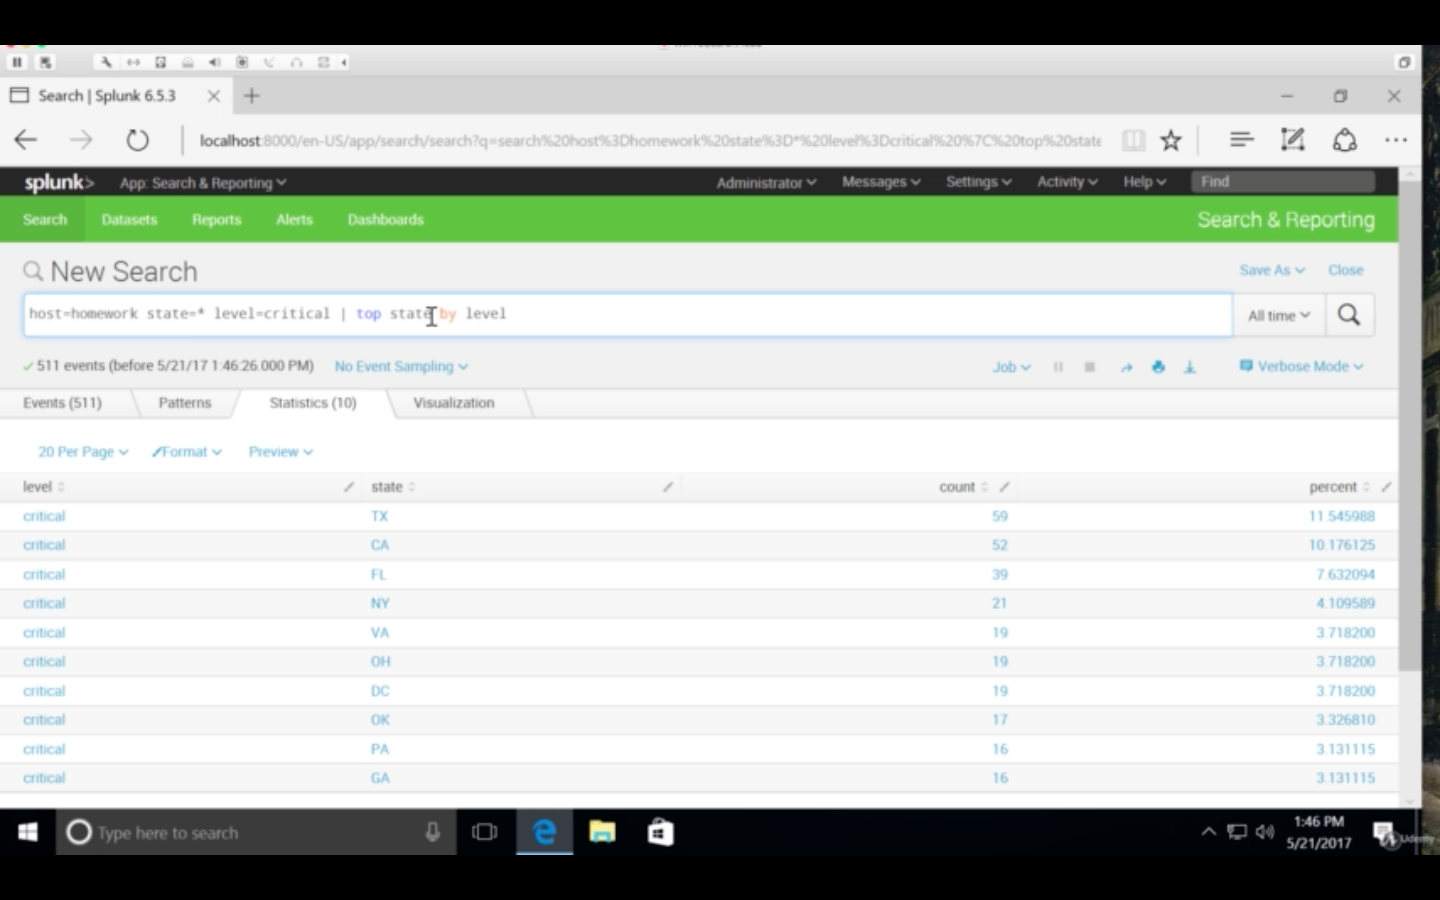 Search | Splunk 6.5.3
localhost:8000/en-US/app/search/search?q=search%20host%3Dhomework%20state%3D*%20level%3Dcritical%20%7C%20top%20state
splunk> App: Search & Reporting Administrator Messages Settings Activity Help Find
Search Datasets Reports Alerts Dashboards Search & Reporting
New Search Save As Close
host=homework state=* level=critical | top state by level All time
511 events (before 5/21/17 1:46:26.000 PM) No Event Sampling Job Verbose Mode
Events (511) Patterns Statistics (10) Visualization
20 Per Page Format Preview
level state count percent
critical TX 59 11.545988
critical CA 52 10.176125
critical FL 39 7.632094
critical NY 21 4.109589
critical VA 19 3.718200
critical OH 19 3.718200
critical DC 19 3.718200
critical OK 17 3.326810
critical PA 16 3.131115
critical GA 16 3.131115
Type here to search 1:46 PM
5/21/2017
Udemy